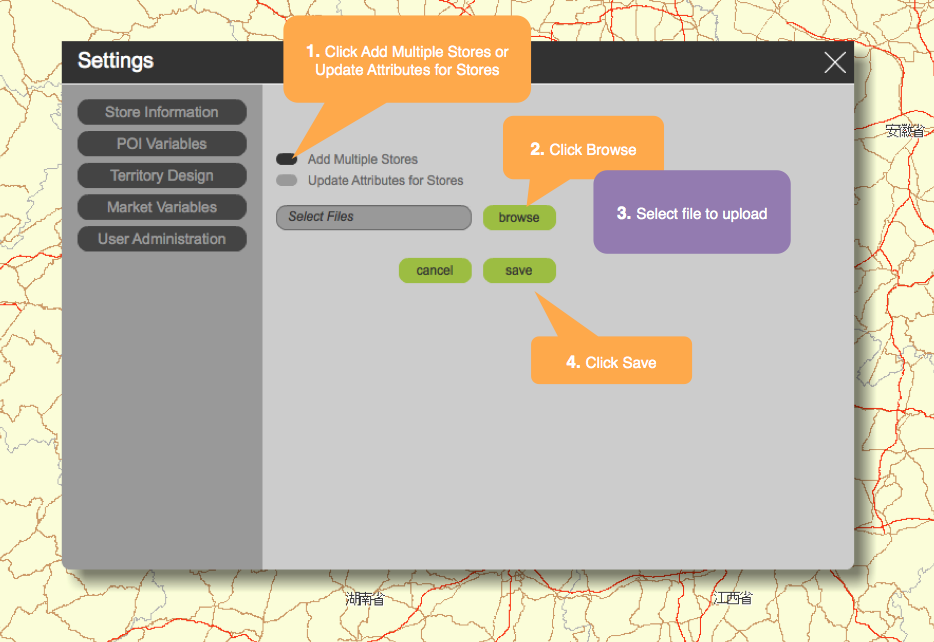 1. Click Add Multiple Stores or
Update Attributes for Stores
Settings
Store Information
POI Variables
Territory Design
Market Variables
User Administration
Add Multiple Stores
Update Attributes for Stores
2. Click Browse
Select Files
browse
3. Select file to upload
cancel
save
4. Click Save
安徽省
湖南省
江西省